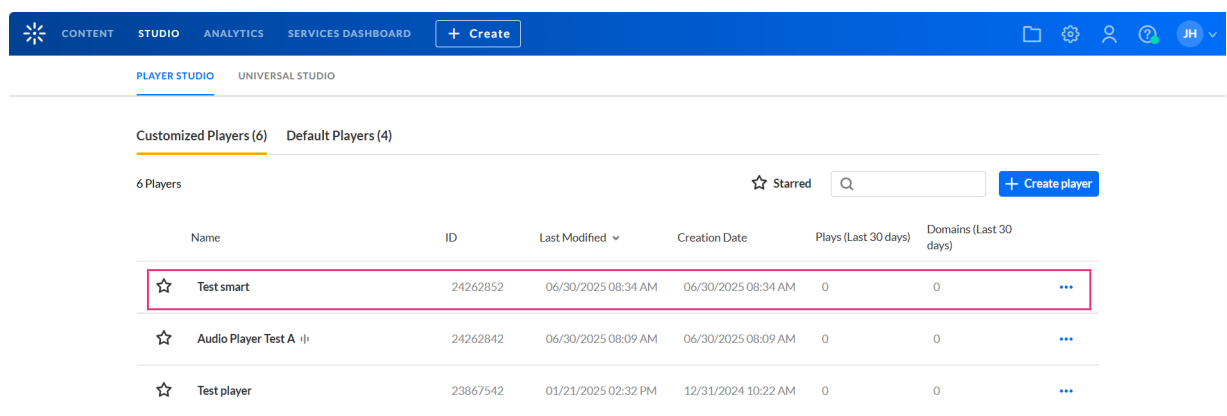 CONTENT STUDIO ANALYTICS SERVICES DASHBOARD + Create JH
PLAYER STUDIO UNIVERSAL STUDIO
Customized Players (6) Default Players (4)
6 Players Starred + Create player
Name ID Last Modified Creation Date Plays (Last 30 days) Domains (Last 30
days)
Test smart 24262852 06/30/2025 08:34 AM 06/30/2025 08:34 AM 0 0
Audio Player Test A 24262842 06/30/2025 08:09 AM 06/30/2025 08:09 AM 0 0
Test player 23867542 01/21/2025 02:32 PM 12/31/2024 10:22 AM 0 0